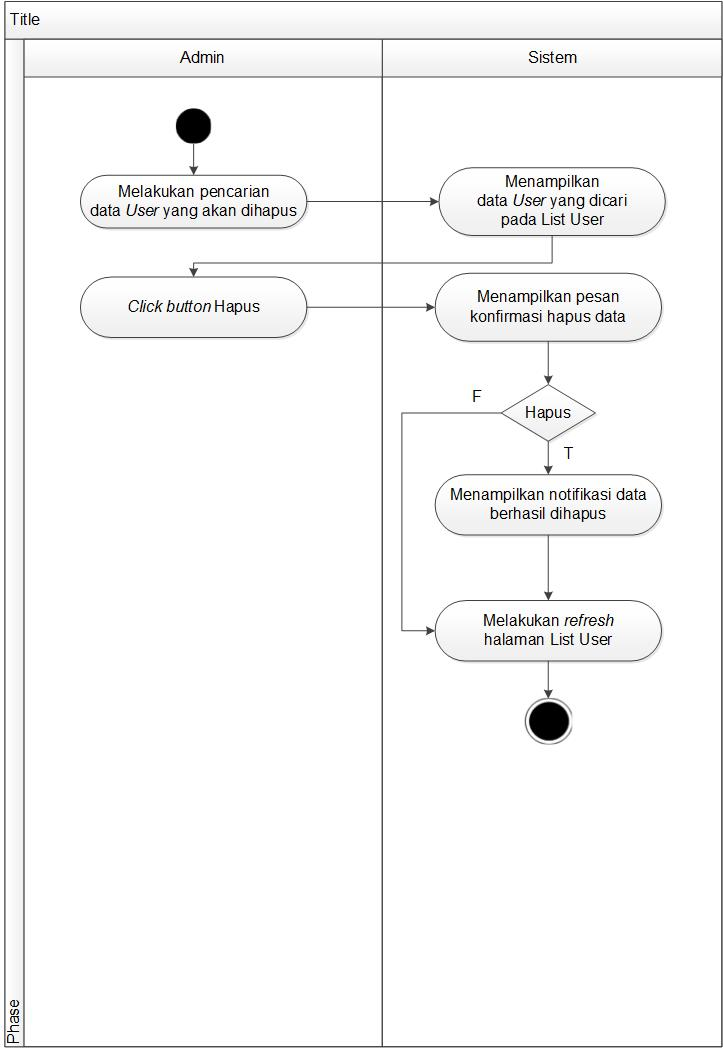 Title
Admin
Sistem
Melakukan pencarian
data User yang akan dihapus
Menampilkan
data User yang dicari
pada List User
Click button Hapus
Menampilkan pesan
konfirmasi hapus data
F
Hapus
T
Menampilkan notifikasi data
berhasil dihapus
Melakukan refresh
halaman List User
Phase